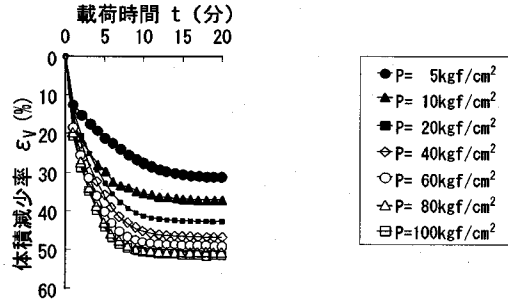 載荷時間 t (分)
0 5 10 15 20
0
10
20
30
40
50
60
体積減少率 εV (%)
P= 5kgf/cm²
P= 10kgf/cm²
P= 20kgf/cm²
P= 40kgf/cm²
P= 60kgf/cm²
P= 80kgf/cm²
P=100kgf/cm²